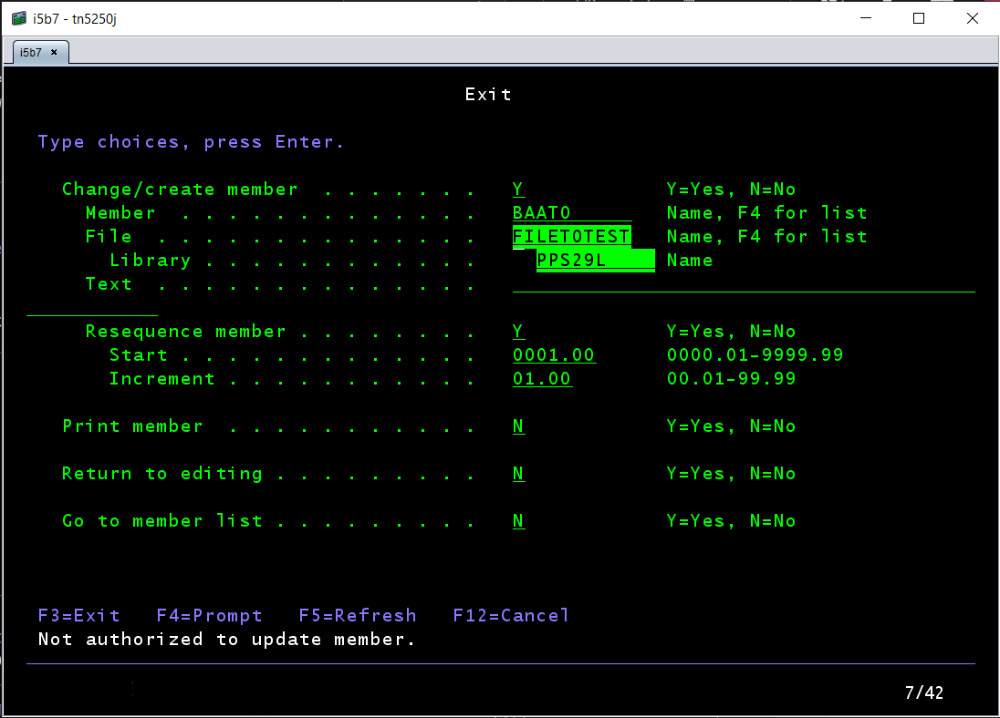 i5b7 - tn5250j
i5b7 ×
Exit
Type choices, press Enter.
Change/create member . . . . . . . Y Y=Yes, N=No
Member . . . . . . . . . . . . . BAATO Name, F4 for list
File . . . . . . . . . . . . . . FILETOTEST Name, F4 for list
Library . . . . . . . . . . . . PPS29L Name
Text . . . . . . . . . . . . . .
Resequence member . . . . . . . . Y Y=Yes, N=No
Start . . . . . . . . . . . . . 0001.00 0000.01-9999.99
Increment . . . . . . . . . . . 01.00 00.01-99.99
Print member . . . . . . . . . . . N Y=Yes, N=No
Return to editing . . . . . . . . . N Y=Yes, N=No
Go to member list . . . . . . . . . N Y=Yes, N=No
F3=Exit F4=Prompt F5=Refresh F12=Cancel
Not authorized to update member.
7/42